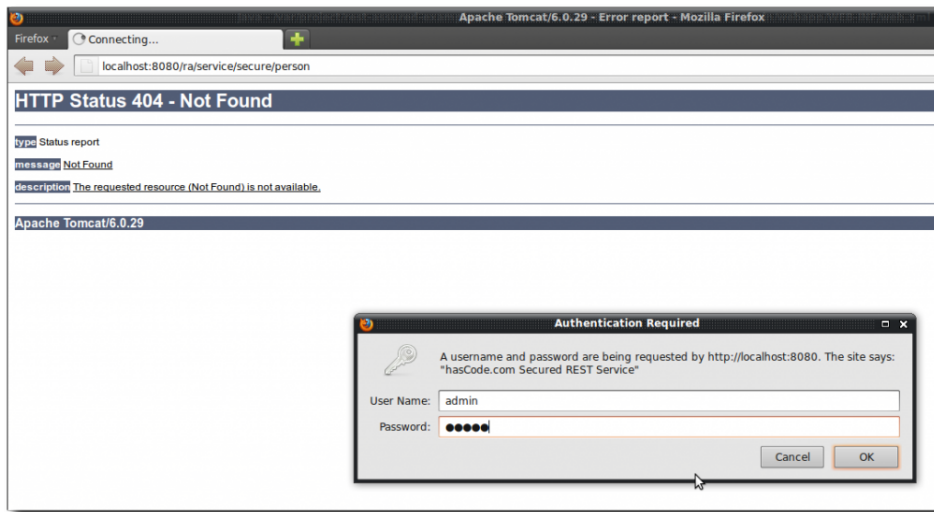 Apache Tomcat/6.0.29 - Error report - Mozilla Firefox
Firefox
Connecting...
localhost:8080/ra/service/secure/person
HTTP Status 404 - Not Found
type Status report
message Not Found
description The requested resource (Not Found) is not available.
Apache Tomcat/6.0.29
Authentication Required
A username and password are being requested by http://localhost:8080. The site says:
"hasCode.com Secured REST Service"
User Name: admin
Password: ●●●●●
Cancel OK